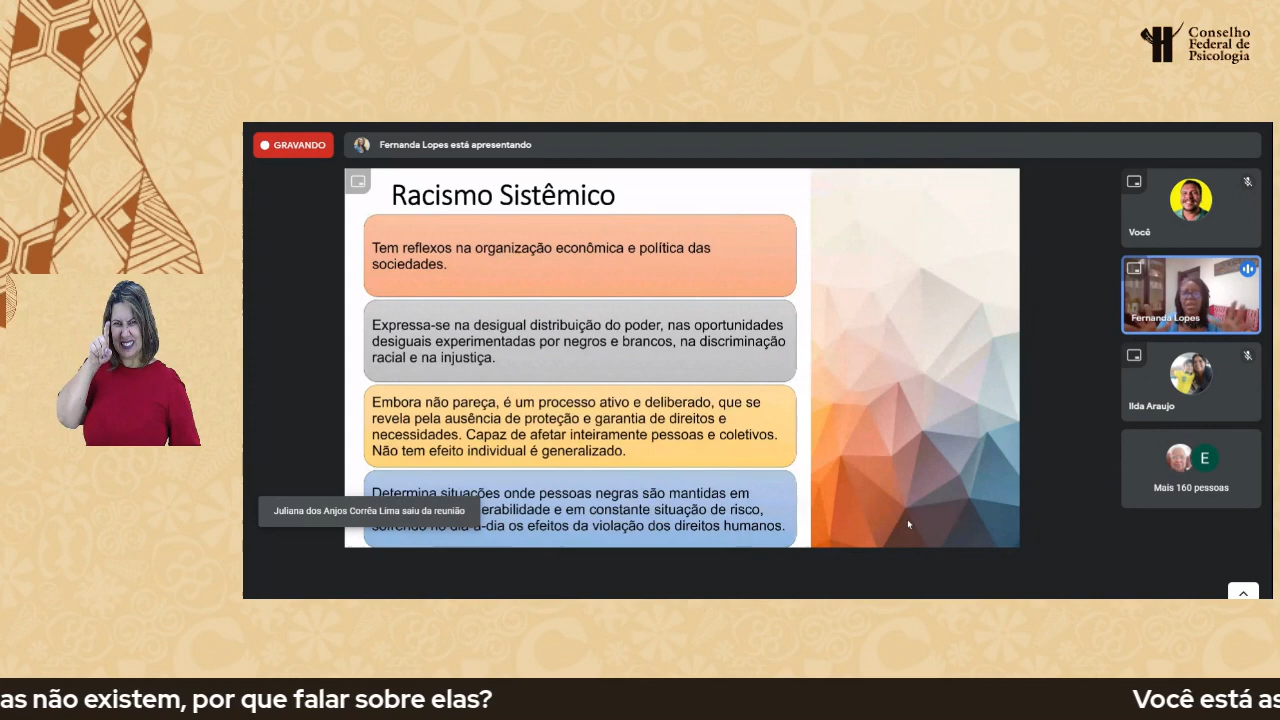 Conselho
Federal de
Psicologia
GRAVANDO
Fernanda Lopes está apresentando
Racismo Sistêmico
Tem reflexos na organização econômica e política das
sociedades.
Expressa-se na desigual distribuição do poder, nas oportunidades
desiguais experimentadas por negros e brancos, na discriminação
racial e na injustiça.
Embora não pareça, é um processo ativo e deliberado, que se
revela pela ausência de proteção e garantia de direitos e
necessidades. Capaz de afetar inteiramente pessoas e coletivos.
Não tem efeito individual é generalizado.
Determina situações onde pessoas negras são mantidas em
erabilidade e em constante situação de risco,
sofrendo no dia-a-dia os efeitos da violação dos direitos humanos.
Juliana dos Anjos Corrêa Lima saiu da reunião
Você
Fernanda Lopes
Ilda Araujo
E
Mais 160 pessoas
as não existem, por que falar sobre elas?
Você está as